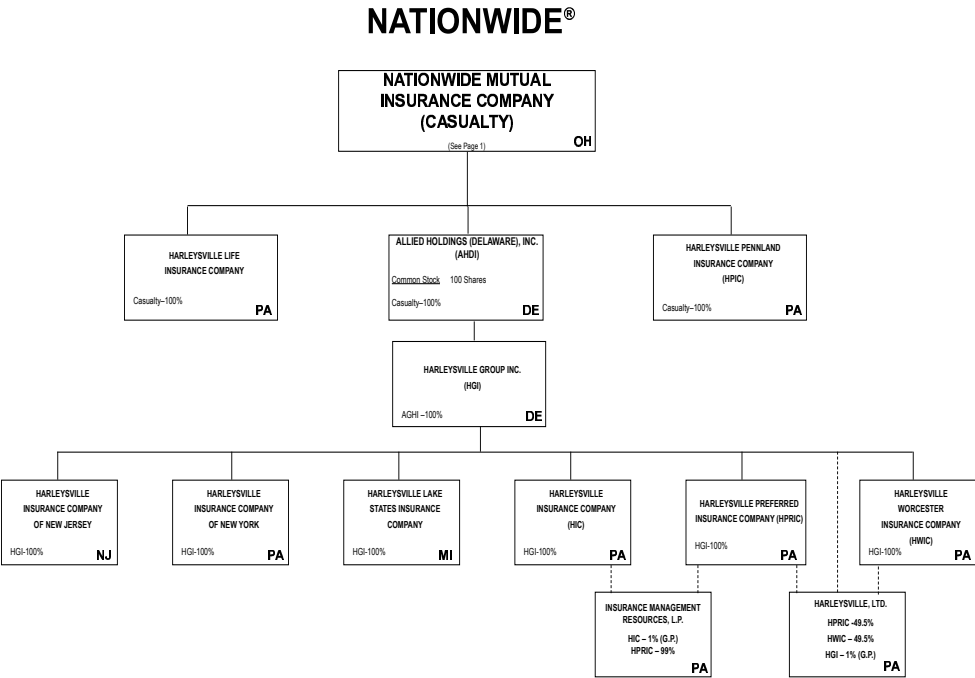 NATIONWIDE®
NATIONWIDE MUTUAL
INSURANCE COMPANY
(CASUALTY)
(See Page 1)
OH
HARLEYSVILLE LIFE
INSURANCE COMPANY
Casualty–100%
PA
ALLIED HOLDINGS (DELAWARE), INC.
(AHDI)
Common Stock 100 Shares
Casualty–100%
DE
HARLEYSVILLE PENNLAND
INSURANCE COMPANY
(HPIC)
Casualty–100%
PA
HARLEYSVILLE GROUP INC.
(HGI)
AGHI –100%
DE
HARLEYSVILLE
INSURANCE COMPANY
OF NEW JERSEY
HGI-100%
NJ
HARLEYSVILLE
INSURANCE COMPANY
OF NEW YORK
HGI-100%
PA
HARLEYSVILLE LAKE
STATES INSURANCE
COMPANY
HGI-100%
MI
HARLEYSVILLE
INSURANCE COMPANY
(HIC)
HGI-100%
PA
HARLEYSVILLE PREFERRED
INSURANCE COMPANY (HPRIC)
HGI-100%
PA
HARLEYSVILLE
WORCESTER
INSURANCE COMPANY
(HWIC)
HGI-100%
PA
INSURANCE MANAGEMENT
RESOURCES, L.P.
HIC – 1% (G.P.)
HPRIC – 99%
PA
HARLEYSVILLE, LTD.
HPRIC -49.5%
HWIC – 49.5%
HGI – 1% (G.P.)
PA